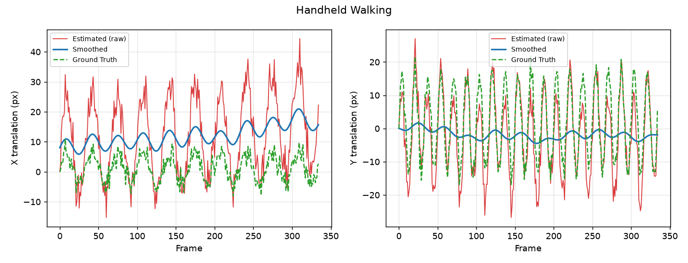 Handheld Walking
Estimated (raw)
Smoothed
Ground Truth
X translation (px)
40
30
20
10
0
−10
0
50
100
150
200
250
300
350
Frame
Estimated (raw)
Smoothed
Ground Truth
Y translation (px)
20
10
0
−10
−20
0
50
100
150
200
250
300
350
Frame